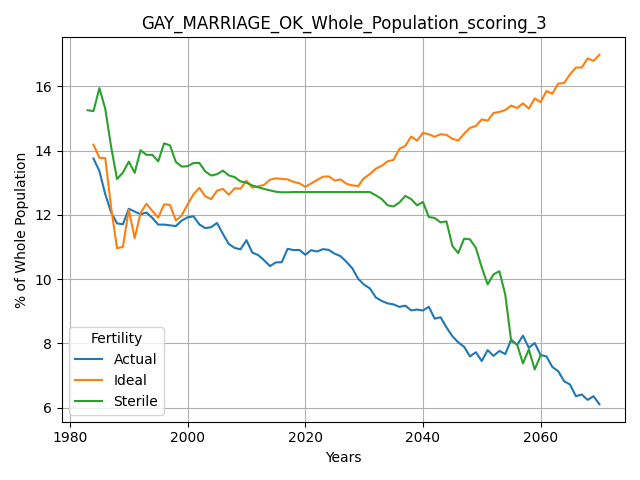 GAY_MARRIAGE_OK_Whole_Population_scoring_3
% of Whole Population
16
14
12
10
8
6
Fertility
Actual
Ideal
Sterile
1980 2000 2020 2040 2060
Years